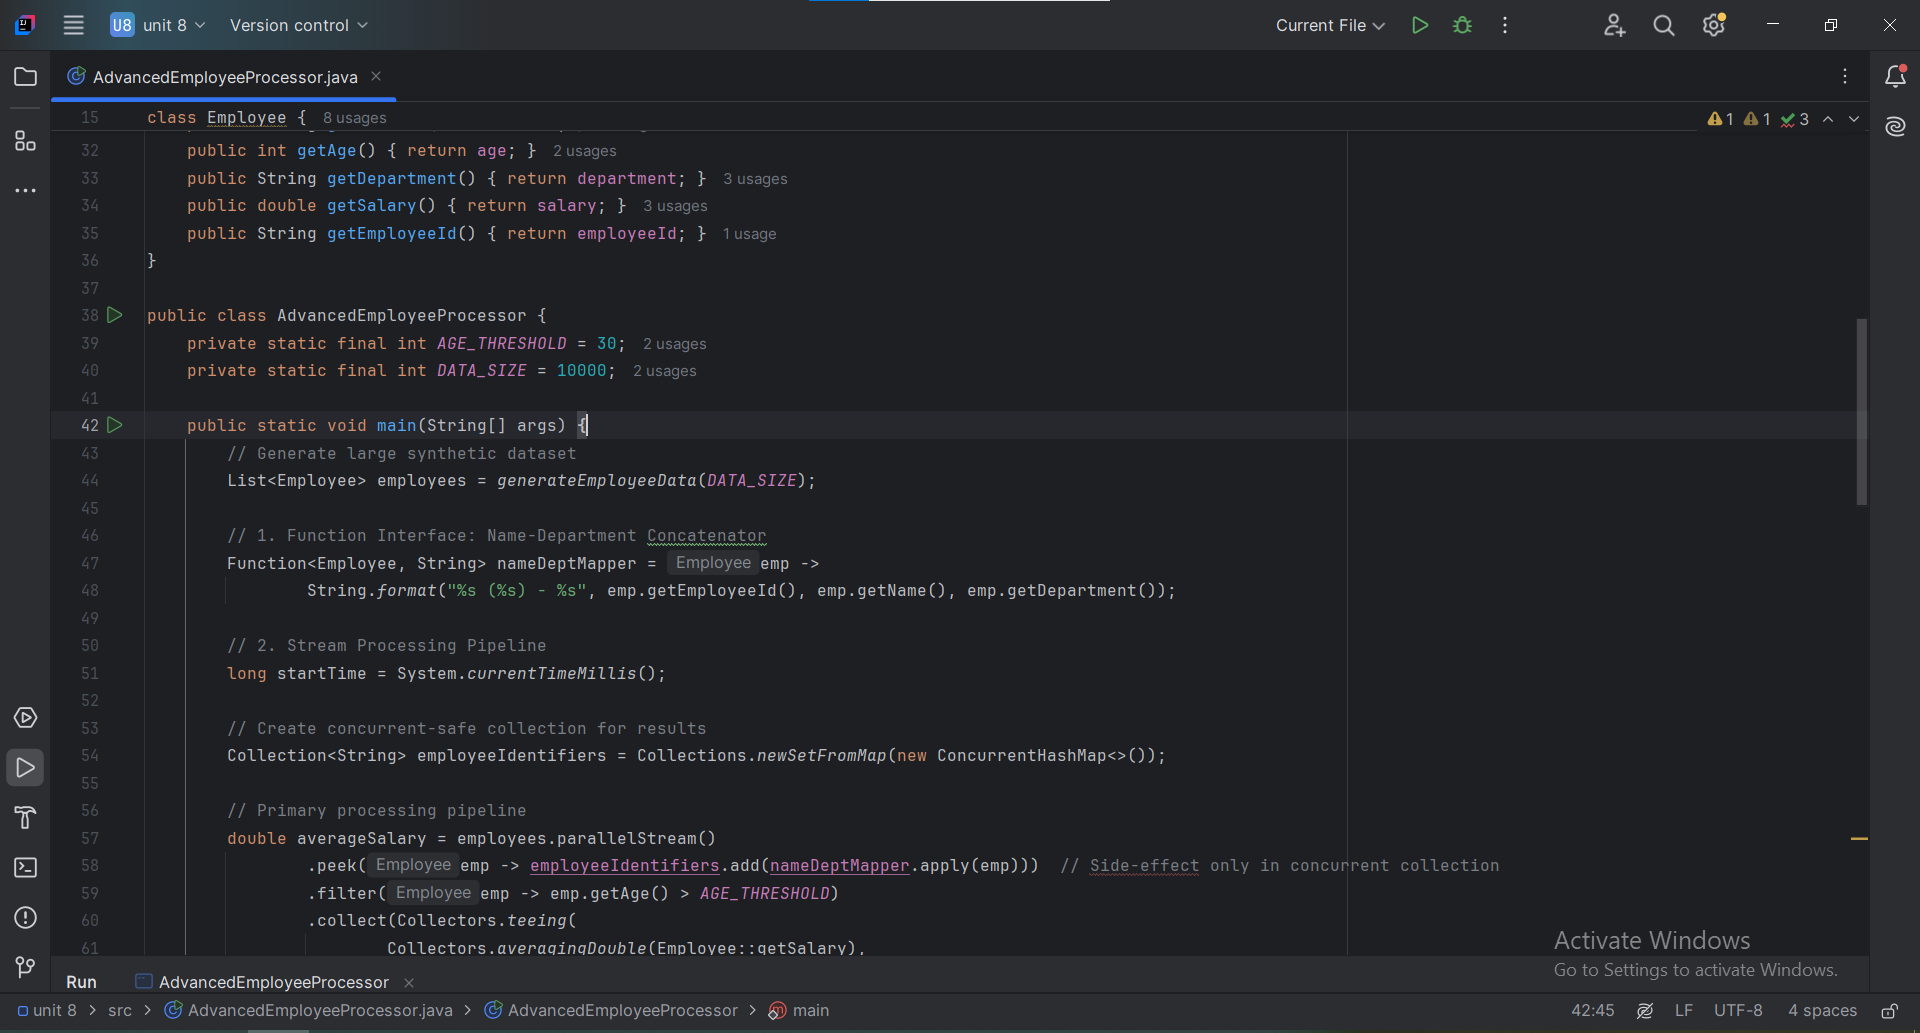 U8 unit 8 Version control Current File
AdvancedEmployeeProcessor.java
15 class Employee { 8 usages 1 1 3
32 public int getAge() { return age; } 2 usages
33 public String getDepartment() { return department; } 3 usages
34 public double getSalary() { return salary; } 3 usages
35 public String getEmployeeId() { return employeeId; } 1 usage
36 }
37
38 public class AdvancedEmployeeProcessor {
39 private static final int AGE_THRESHOLD = 30; 2 usages
40 private static final int DATA_SIZE = 10000; 2 usages
41
42 public static void main(String[] args) {
43 // Generate large synthetic dataset
44 List<Employee> employees = generateEmployeeData(DATA_SIZE);
45
46 // 1. Function Interface: Name-Department Concatenator
47 Function<Employee, String> nameDeptMapper = Employee emp ->
48 String.format("%s (%s) - %s", emp.getEmployeeId(), emp.getName(), emp.getDepartment());
49
50 // 2. Stream Processing Pipeline
51 long startTime = System.currentTimeMillis();
52
53 // Create concurrent-safe collection for results
54 Collection<String> employeeIdentifiers = Collections.newSetFromMap(new ConcurrentHashMap<>());
55
56 // Primary processing pipeline
57 double averageSalary = employees.parallelStream()
58 .peek( Employee emp -> employeeIdentifiers.add(nameDeptMapper.apply(emp))) // Side-effect only in concurrent collection
59 .filter( Employee emp -> emp.getAge() > AGE_THRESHOLD)
60 .collect(Collectors.teeing(
61 Collectors.averagingDouble(Employee::getSalary),
Activate Windows
Go to Settings to activate Windows.
Run AdvancedEmployeeProcessor
unit 8 > src > AdvancedEmployeeProcessor.java > AdvancedEmployeeProcessor > main 42:45 LF UTF-8 4 spaces